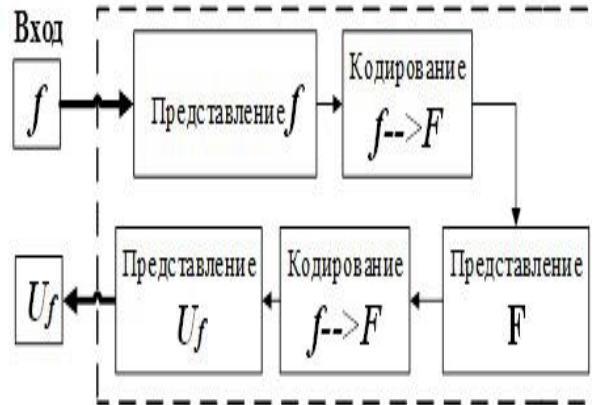 Вход
f
Представление f
Кодирование
f-->F
Представление
F
Кодирование
f-->F
Представление
Uf
Uf